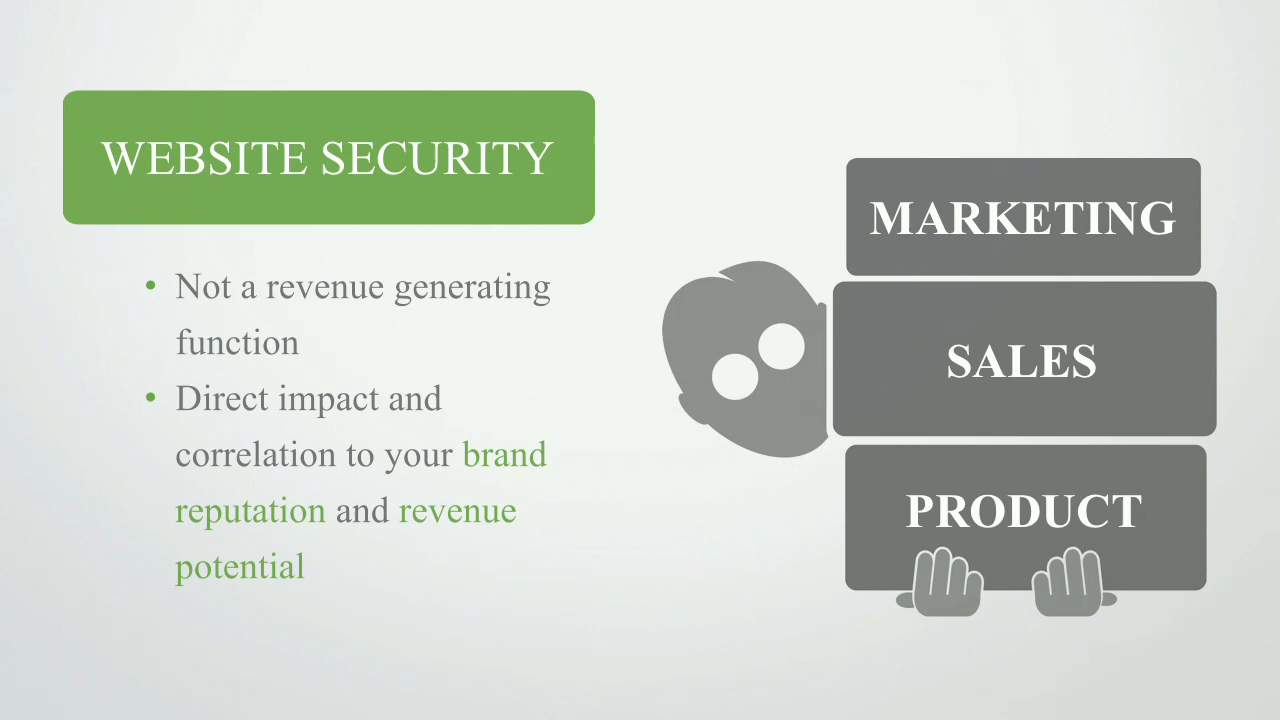 WEBSITE SECURITY
• Not a revenue generating
function
• Direct impact and
correlation to your brand
reputation and revenue
potential
MARKETING
SALES
PRODUCT